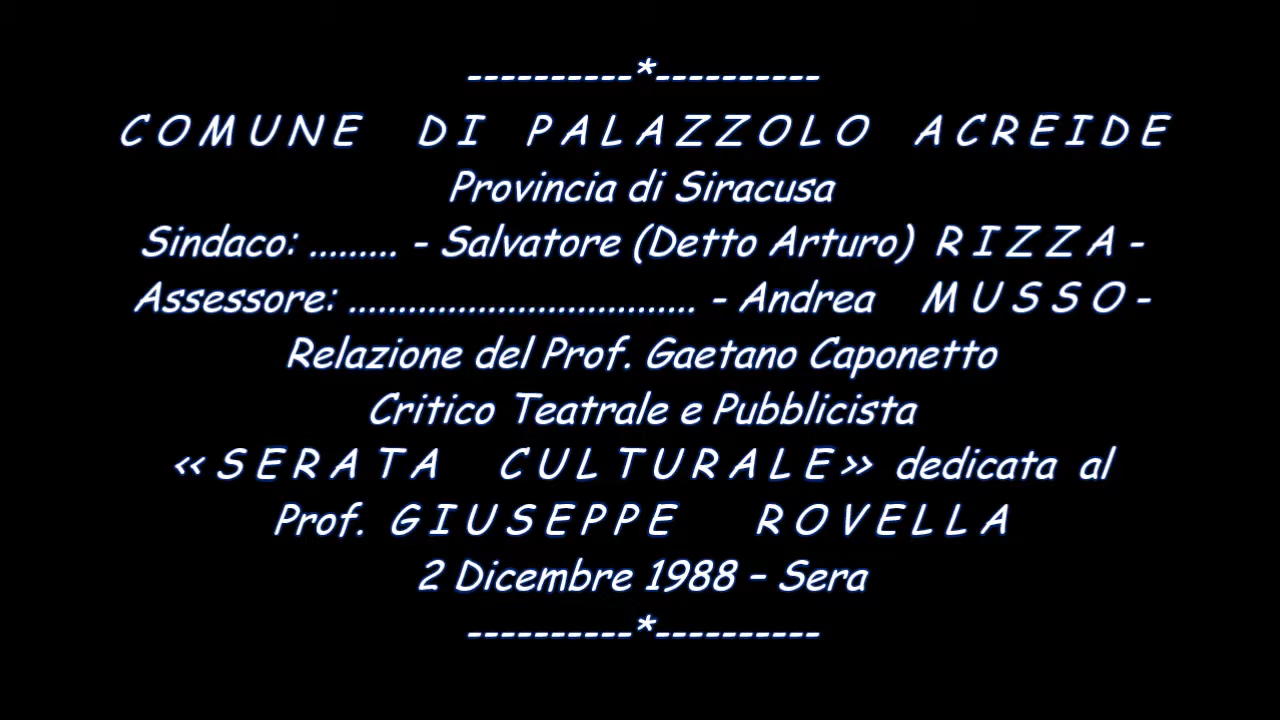 ----------*----------
C O M U N E D I P A L A Z Z O L O A C R E I D E
Provincia di Siracusa
Sindaco: ......... - Salvatore (Detto Arturo) R I Z Z A -
Assessore: ................................... - Andrea M U S S O -
Relazione del Prof. Gaetano Caponetto
Critico Teatrale e Pubblicista
<< S E R A T A C U L T U R A L E >> dedicata al
Prof. G I U S E P P E R O V E L L A
2 Dicembre 1988 – Sera
----------*----------